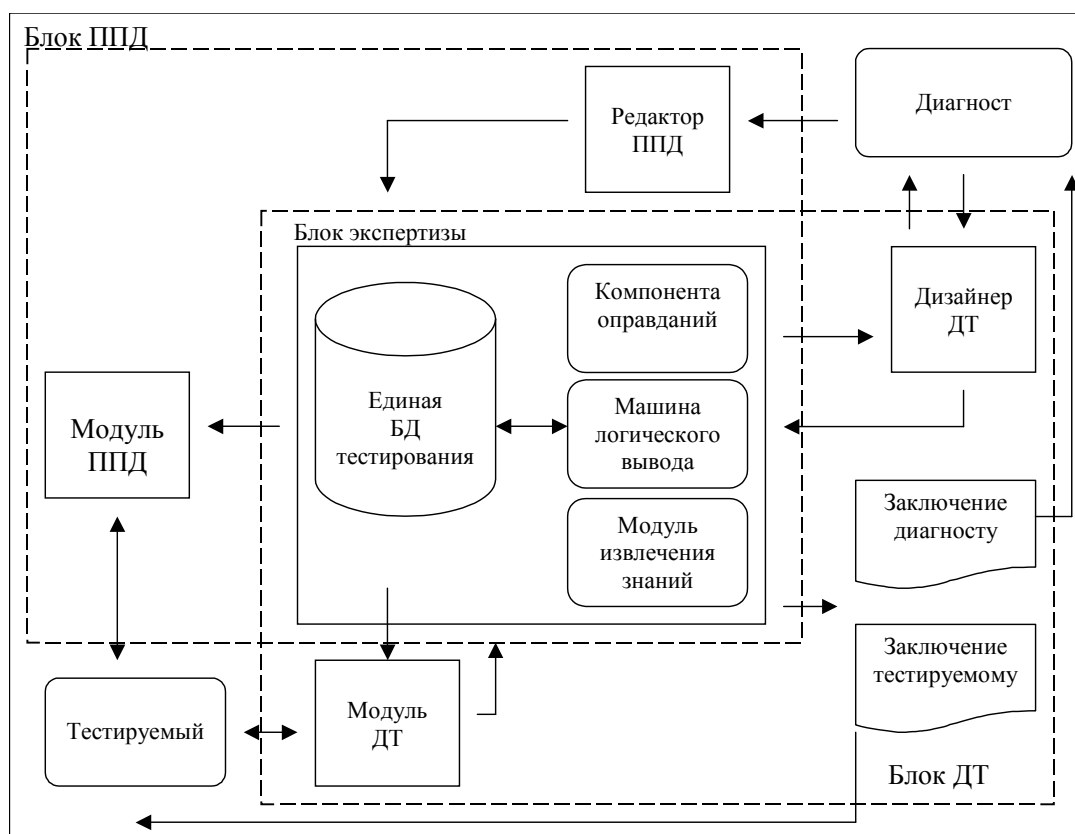 Блок ППД
Диагност
Редактор
ППД
Блок экспертизы
Компонента
оправданий
Дизайнер
ДТ
Единая
БД
тестирования
Машина
логического
вывода
Модуль
ППД
Заключение
диагносту
Модуль
извлечения
знаний
Заключение
тестируемому
Тестируемый
Модуль
ДТ
Блок ДТ